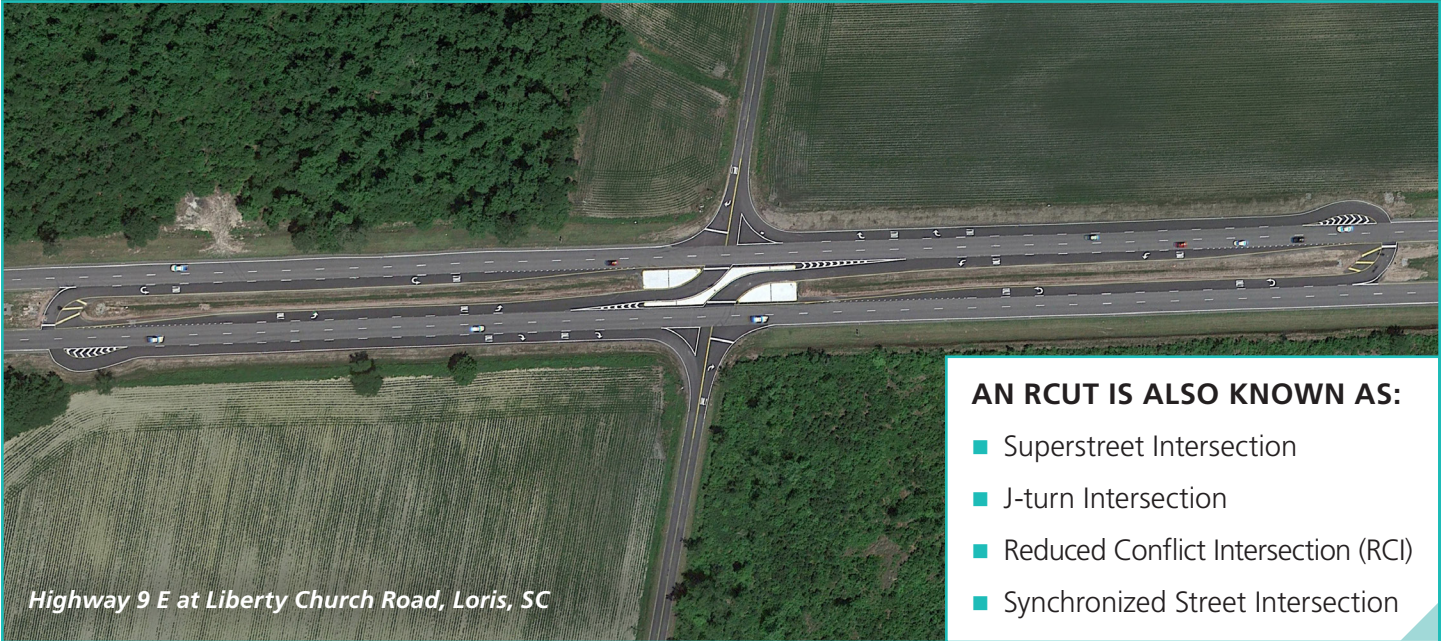 AN RCUT IS ALSO KNOWN AS:
Superstreet Intersection
J-turn Intersection
Reduced Conflict Intersection (RCI)
Synchronized Street Intersection
Highway 9 E at Liberty Church Road, Loris, SC